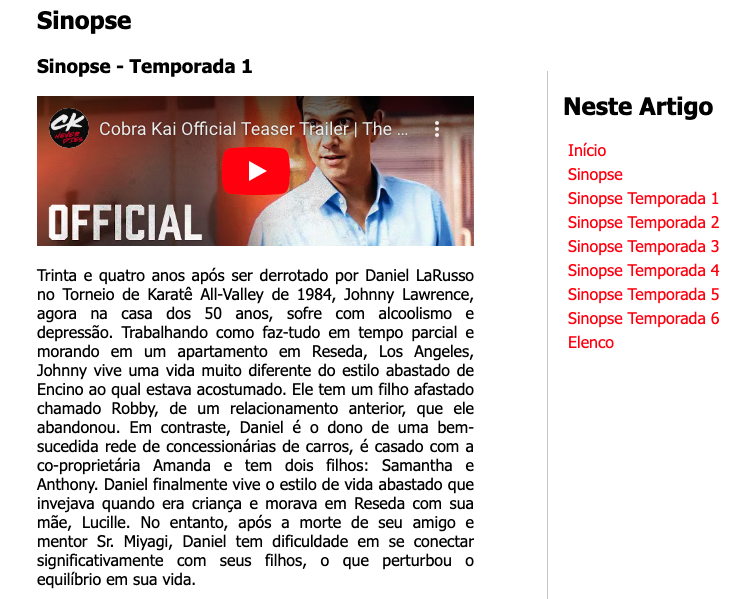 Sinopse
Sinopse - Temporada 1
CK
NEVER
DIES
Cobra Kai Official Teaser Trailer | The ...
OFFICIAL
Trinta e quatro anos após ser derrotado por Daniel LaRusso
no Torneio de Karatê All-Valley de 1984, Johnny Lawrence,
agora na casa dos 50 anos, sofre com alcoolismo e
depressão. Trabalhando como faz-tudo em tempo parcial e
morando em um apartamento em Reseda, Los Angeles,
Johnny vive uma vida muito diferente do estilo abastado de
Encino ao qual estava acostumado. Ele tem um filho afastado
chamado Robby, de um relacionamento anterior, que ele
abandonou. Em contraste, Daniel é o dono de uma bem-
sucedida rede de concessionárias de carros, é casado com a
co-proprietária Amanda e tem dois filhos: Samantha e
Anthony. Daniel finalmente vive o estilo de vida abastado que
invejava quando era criança e morava em Reseda com sua
mãe, Lucille. No entanto, após a morte de seu amigo e
mentor Sr. Miyagi, Daniel tem dificuldade em se conectar
significativamente com seus filhos, o que perturbou o
equilíbrio em sua vida.
Neste Artigo
Início
Sinopse
Sinopse Temporada 1
Sinopse Temporada 2
Sinopse Temporada 3
Sinopse Temporada 4
Sinopse Temporada 5
Sinopse Temporada 6
Elenco